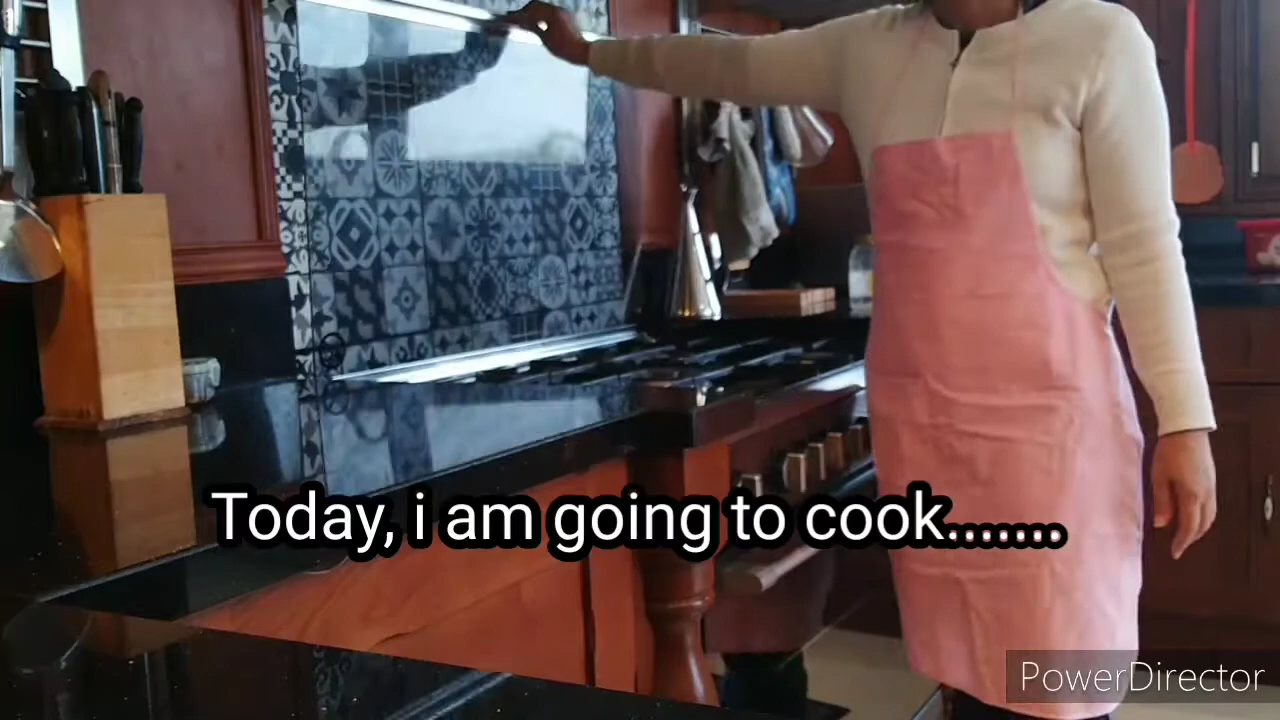 Today, i am going to cook.......
PowerDirector